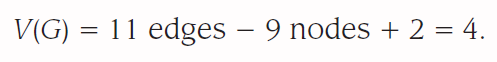 V(G) = 11 edges – 9 nodes + 2 = 4.